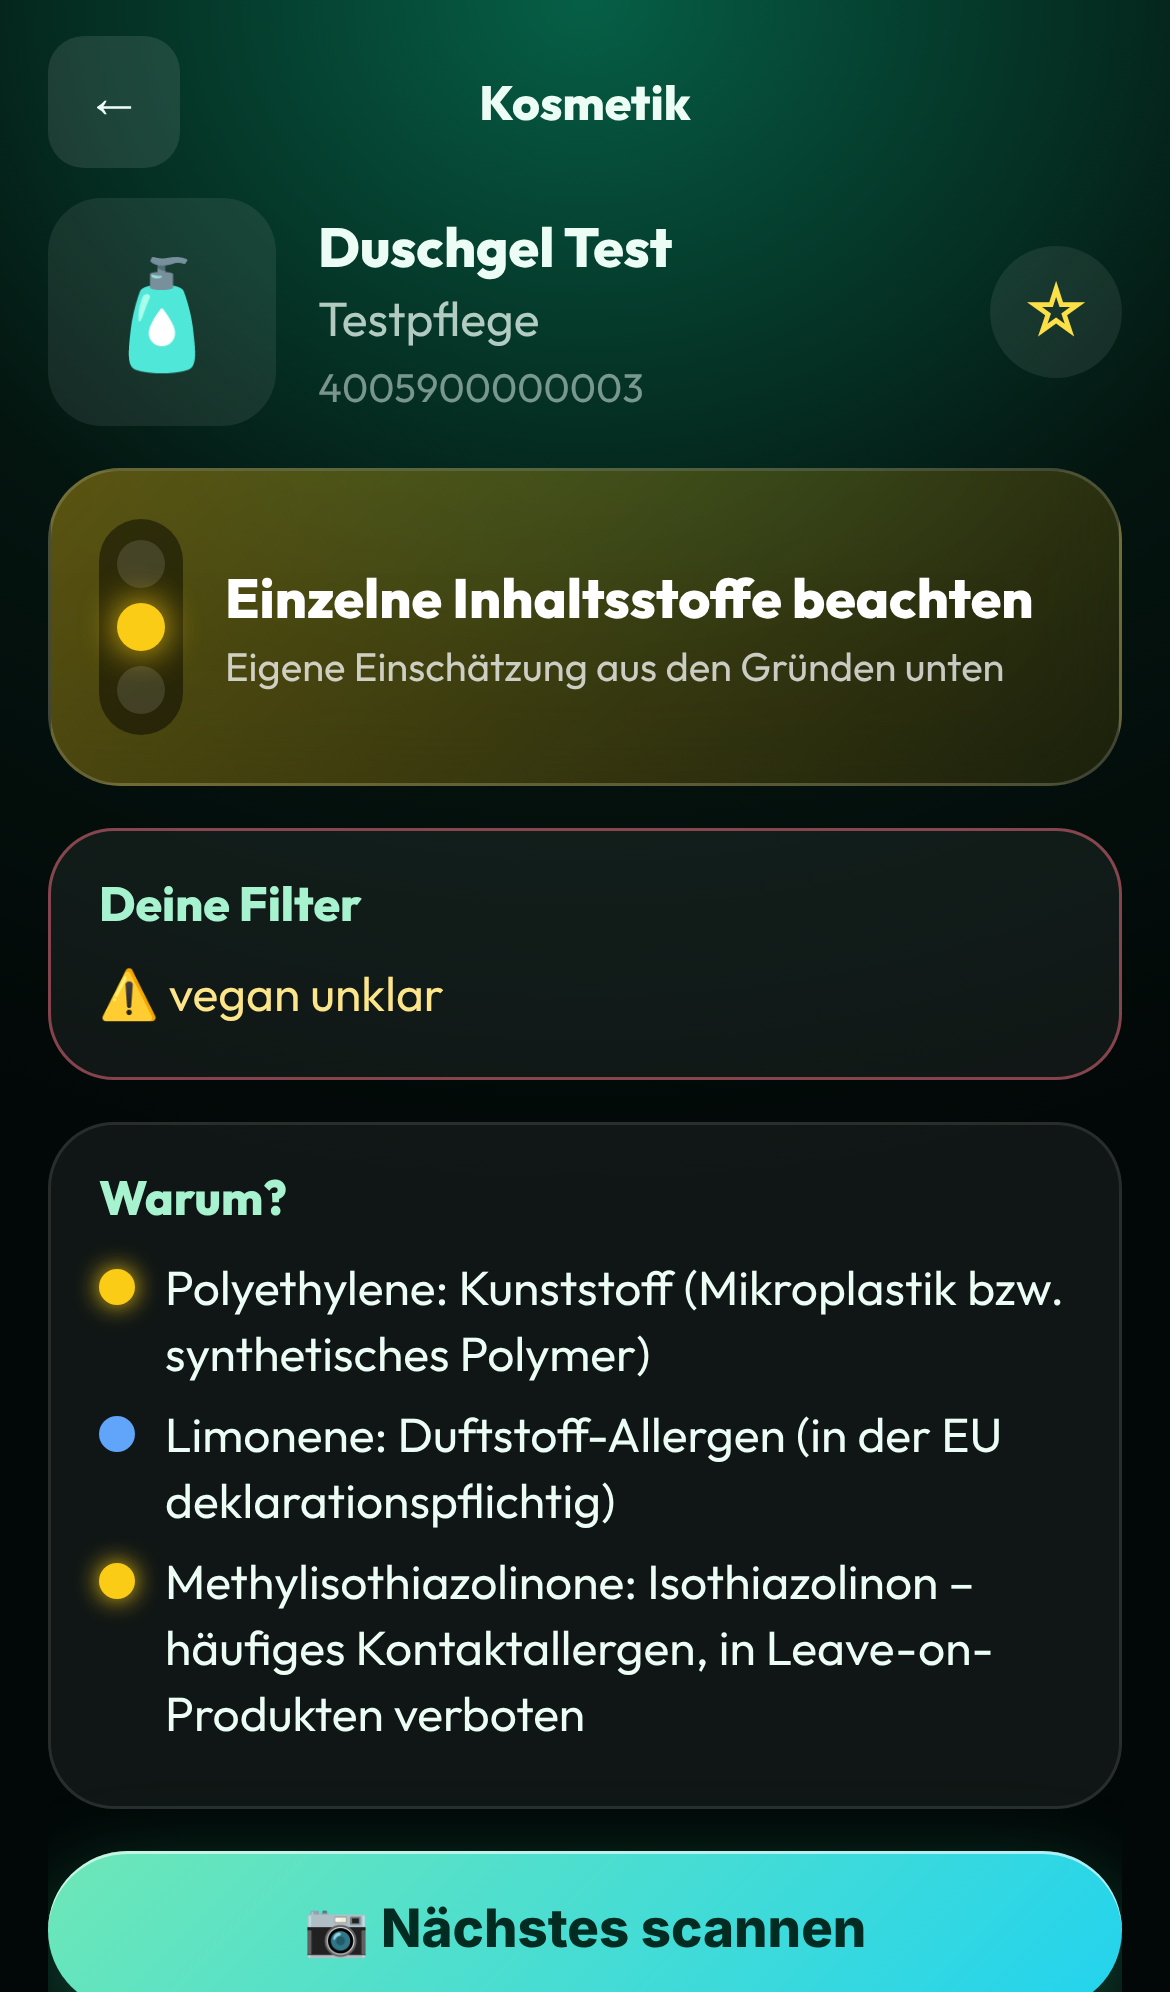 ←
Kosmetik
Duschgel Test
Testpflege
4005900000003
Einzelne Inhaltsstoffe beachten
Eigene Einschätzung aus den Gründen unten
Deine Filter
⚠️ vegan unklar
Warum?
Polyethylene: Kunststoff (Mikroplastik bzw.
synthetisches Polymer)
Limonene: Duftstoff-Allergen (in der EU
deklarationspflichtig)
Methylisothiazolinone: Isothiazolinon –
häufiges Kontaktallergen, in Leave-on-
Produkten verboten
📷 Nächstes scannen